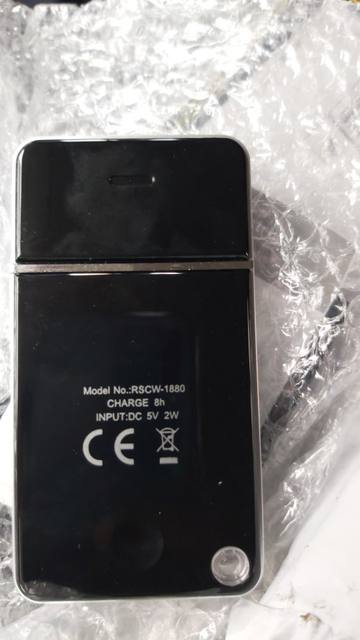 Model No.:RSCW-1880
CHARGE 8h
INPUT:DC 5V 2W
CE